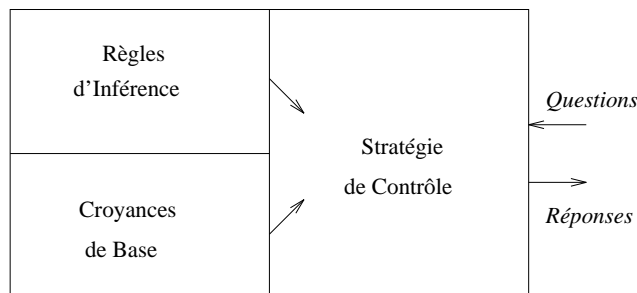 Règles
d'Inférence
Croyances
de Base
Stratégie
de Contrôle
Questions
Réponses